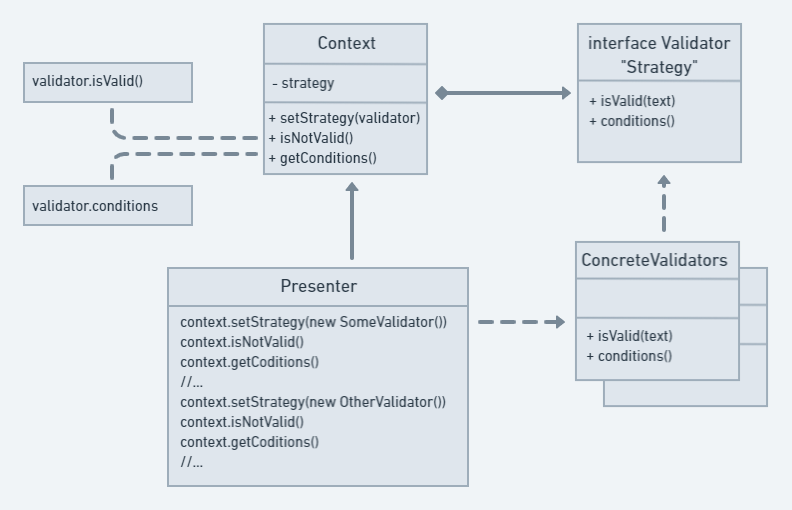 Context
- strategy
+ setStrategy(validator)
+ isNotValid()
+ getConditions()
interface Validator
"Strategy"
+ isValid(text)
+ conditions()
validator.isValid()
validator.conditions
Presenter
context.setStrategy(new SomeValidator())
context.isNotValid()
context.getCoditions()
//...
context.setStrategy(new OtherValidator())
context.isNotValid()
context.getCoditions()
//...
ConcreteValidators
+ isValid(text)
+ conditions()